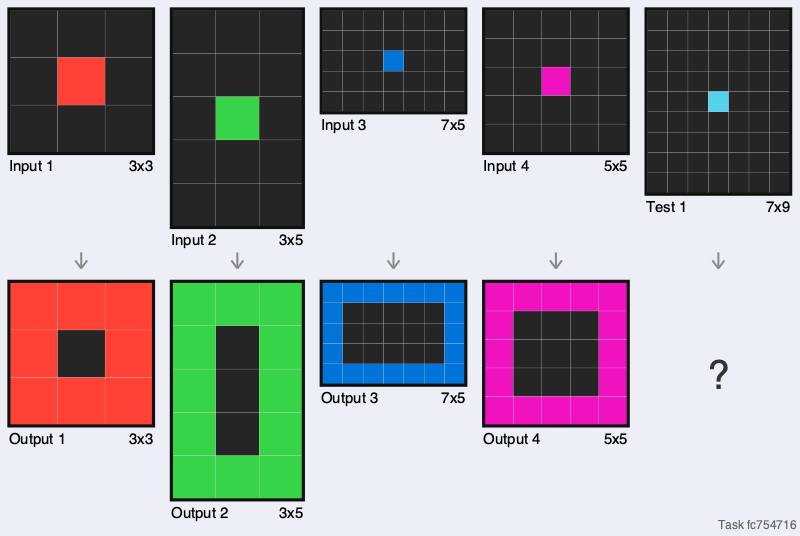 Input 1 3x3
Input 2 3x5
Input 3 7x5
Input 4 5x5
Test 1 7x9
Output 1 3x3
Output 2 3x5
Output 3 7x5
Output 4 5x5
?
Task fc754716